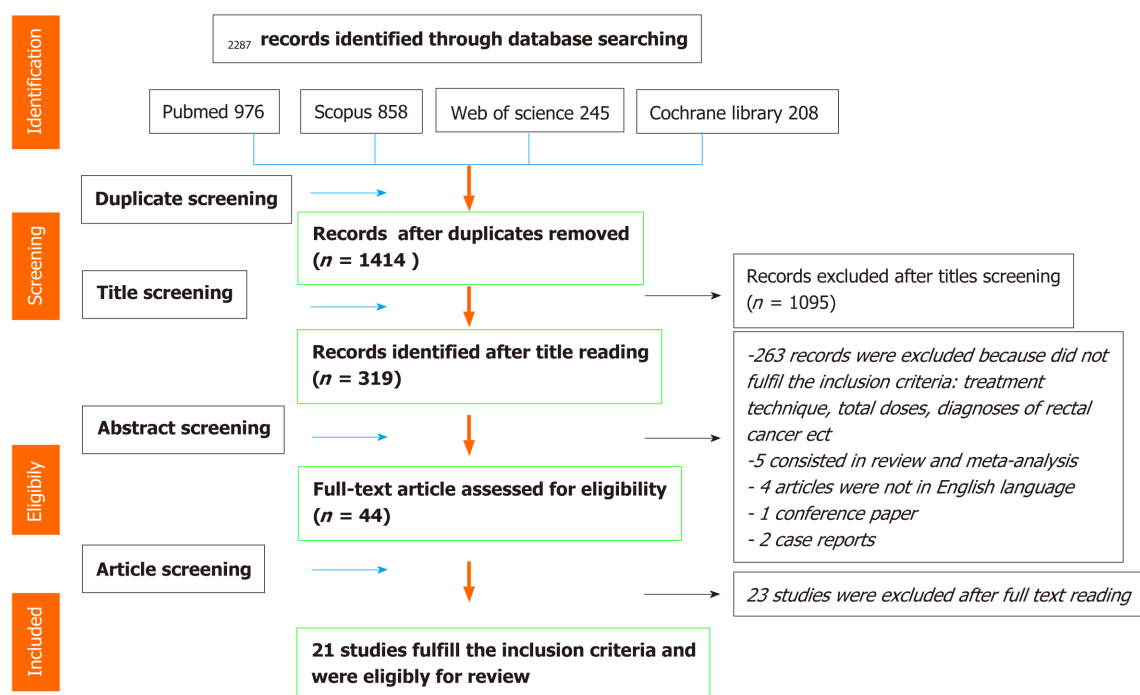 Identification
2287 records identified through database searching
Pubmed 976
Scopus 858
Web of science 245
Cochrane library 208
Duplicate screening
Screening
Records after duplicates removed
(n = 1414 )
Title screening
Records excluded after titles screening
(n = 1095)
Records identified after title reading
(n = 319)
-263 records were excluded because did not
fulfil the inclusion criteria: treatment
technique, total doses, diagnoses of rectal
cancer ect
-5 consisted in review and meta-analysis
- 4 articles were not in English language
- 1 conference paper
- 2 case reports
Abstract screening
Eligibily
Full-text article assessed for eligibility
(n = 44)
Article screening
23 studies were excluded after full text reading
Included
21 studies fulfill the inclusion criteria and
were eligibly for review